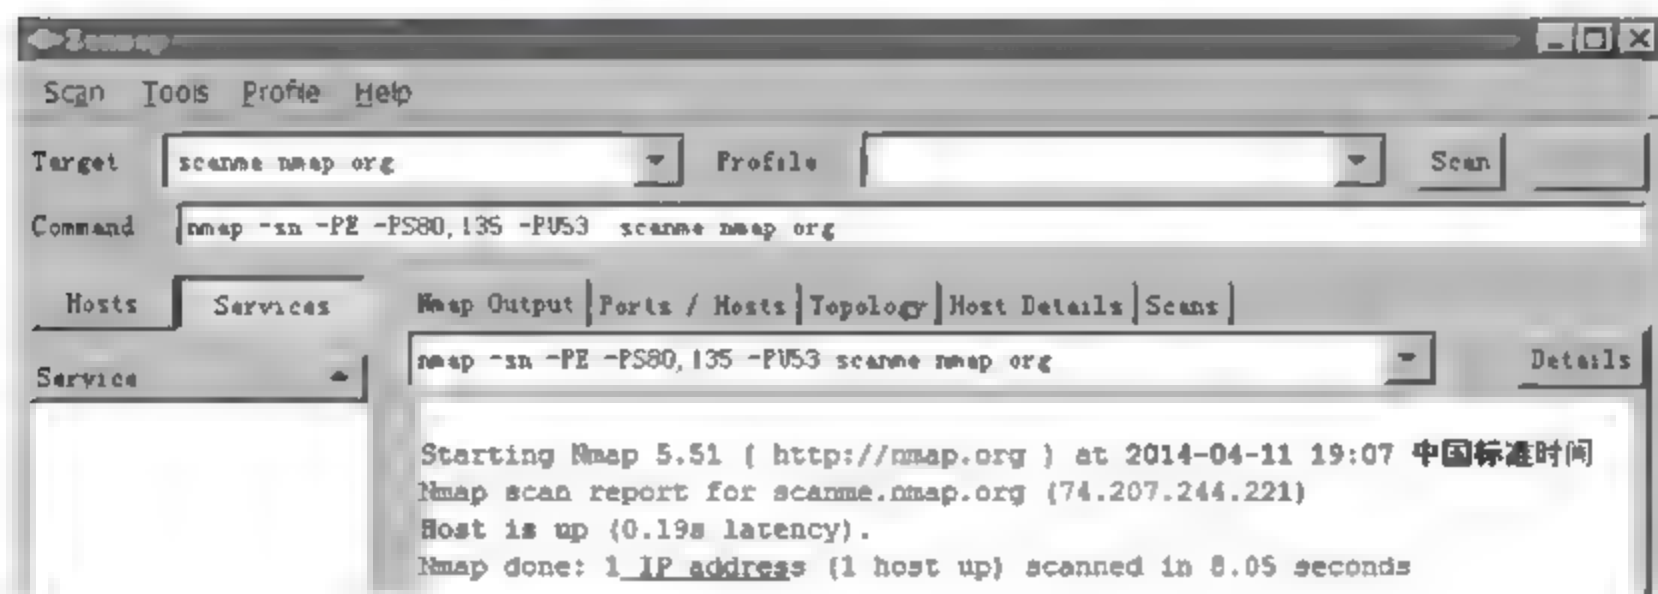 Zenmap
Scan Tools Profile Help
Target scanme nmap org Profile Scan
Command nmap -sn -PE -PS80,135 -PU53 scanme nmap org
Hosts Services Nmap Output Ports / Hosts Topology Host Details Scans
nmap -sn -PE -PS80,135 -PU53 scanme nmap org Details
Service
Starting Nmap 5.51 ( http://nmap.org ) at 2014-04-11 19:07 中国标准时间
Nmap scan report for scanme.nmap.org (74.207.244.221)
Host is up (0.19s latency).
Nmap done: 1 IP address (1 host up) scanned in 8.05 seconds